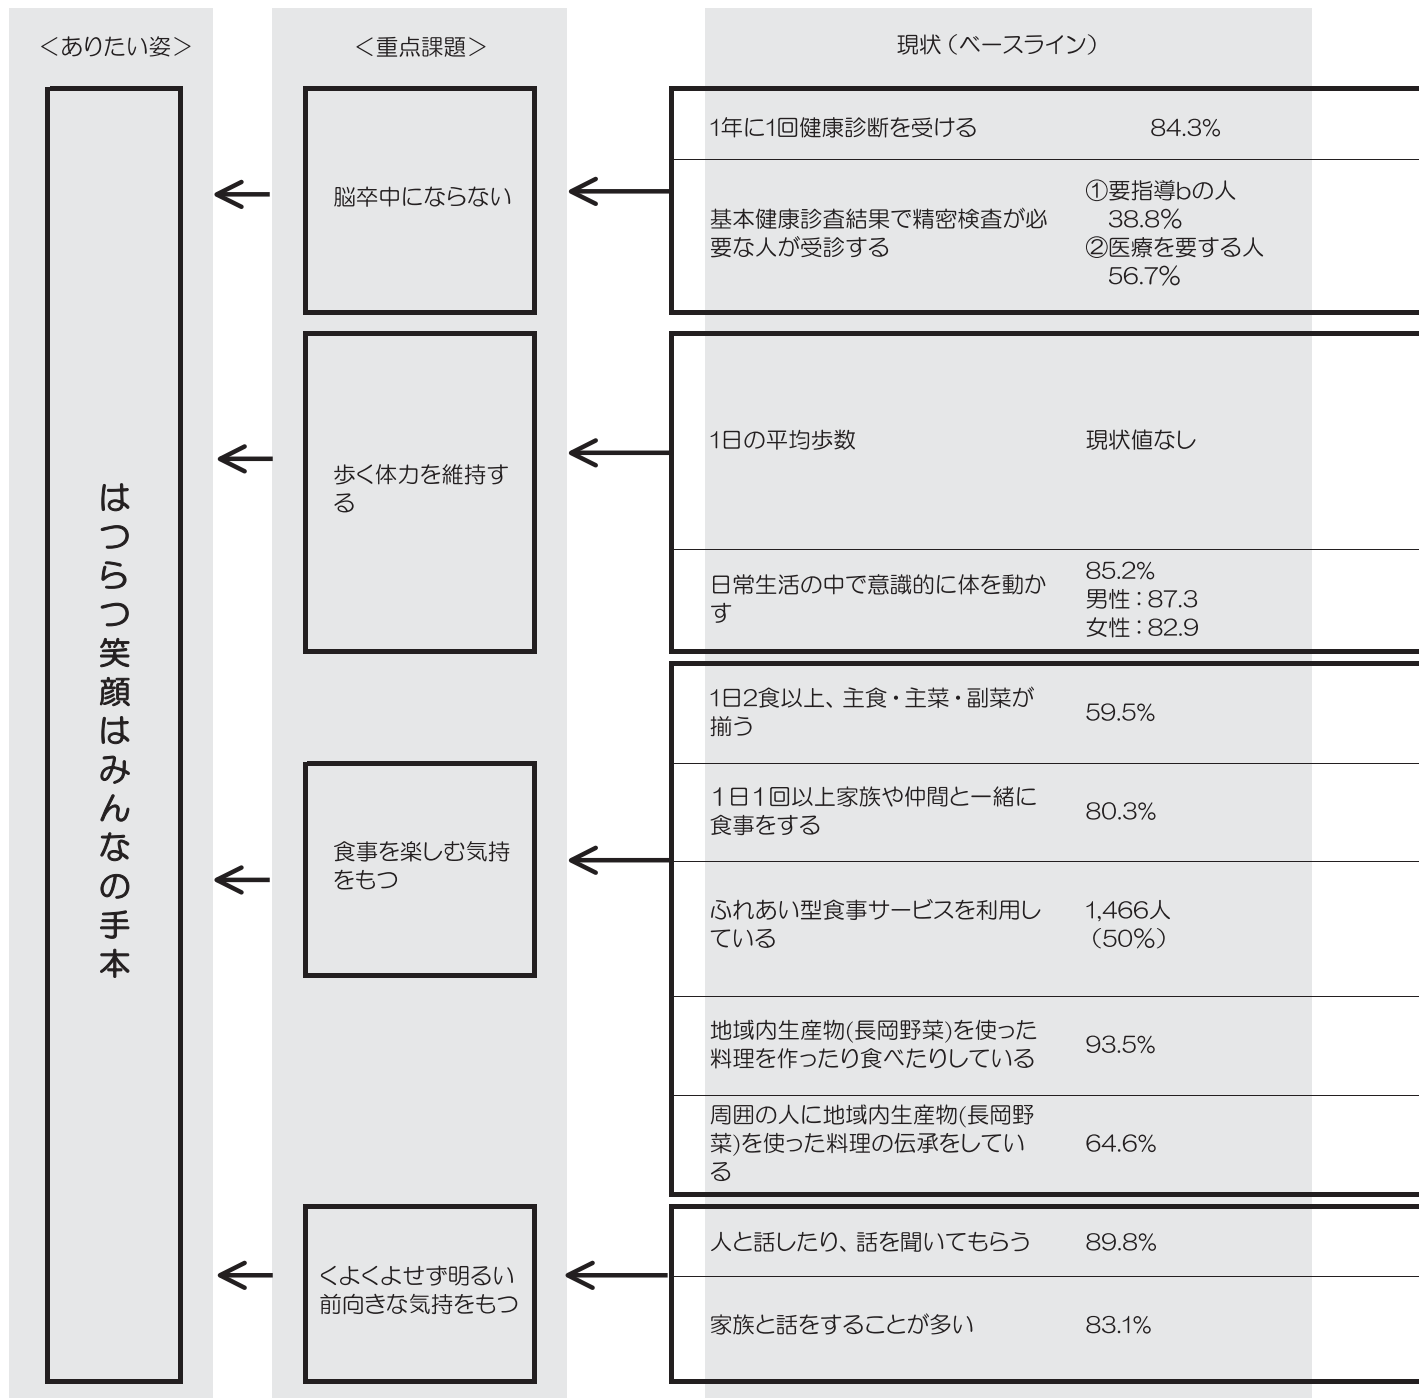 ＜ありたい姿＞
＜重点課題＞
現状（ベースライン）
はつらつ笑顔はみんなの手本
脳卒中にならない
1年に1回健康診断を受ける
84.3%
基本健康診査結果で精密検査が必
要な人が受診する
①要指導bの人
38.8%
②医療を要する人
56.7%
歩く体力を維持す
る
1日の平均歩数
現状値なし
日常生活の中で意識的に体を動か
す
85.2%
男性：87.3
女性：82.9
食事を楽しむ気持
をもつ
1日2食以上、主食・主菜・副菜が
揃う
59.5%
１日１回以上家族や仲間と一緒に
食事をする
80.3%
ふれあい型食事サービスを利用し
ている
1,466人
（50%）
地域内生産物(長岡野菜)を使った
料理を作ったり食べたりしている
93.5%
周囲の人に地域内生産物(長岡野
菜)を使った料理の伝承をしてい
る
64.6%
くよくよせず明るい
前向きな気持をもつ
人と話したり、話を聞いてもらう
89.8%
家族と話をすることが多い
83.1%